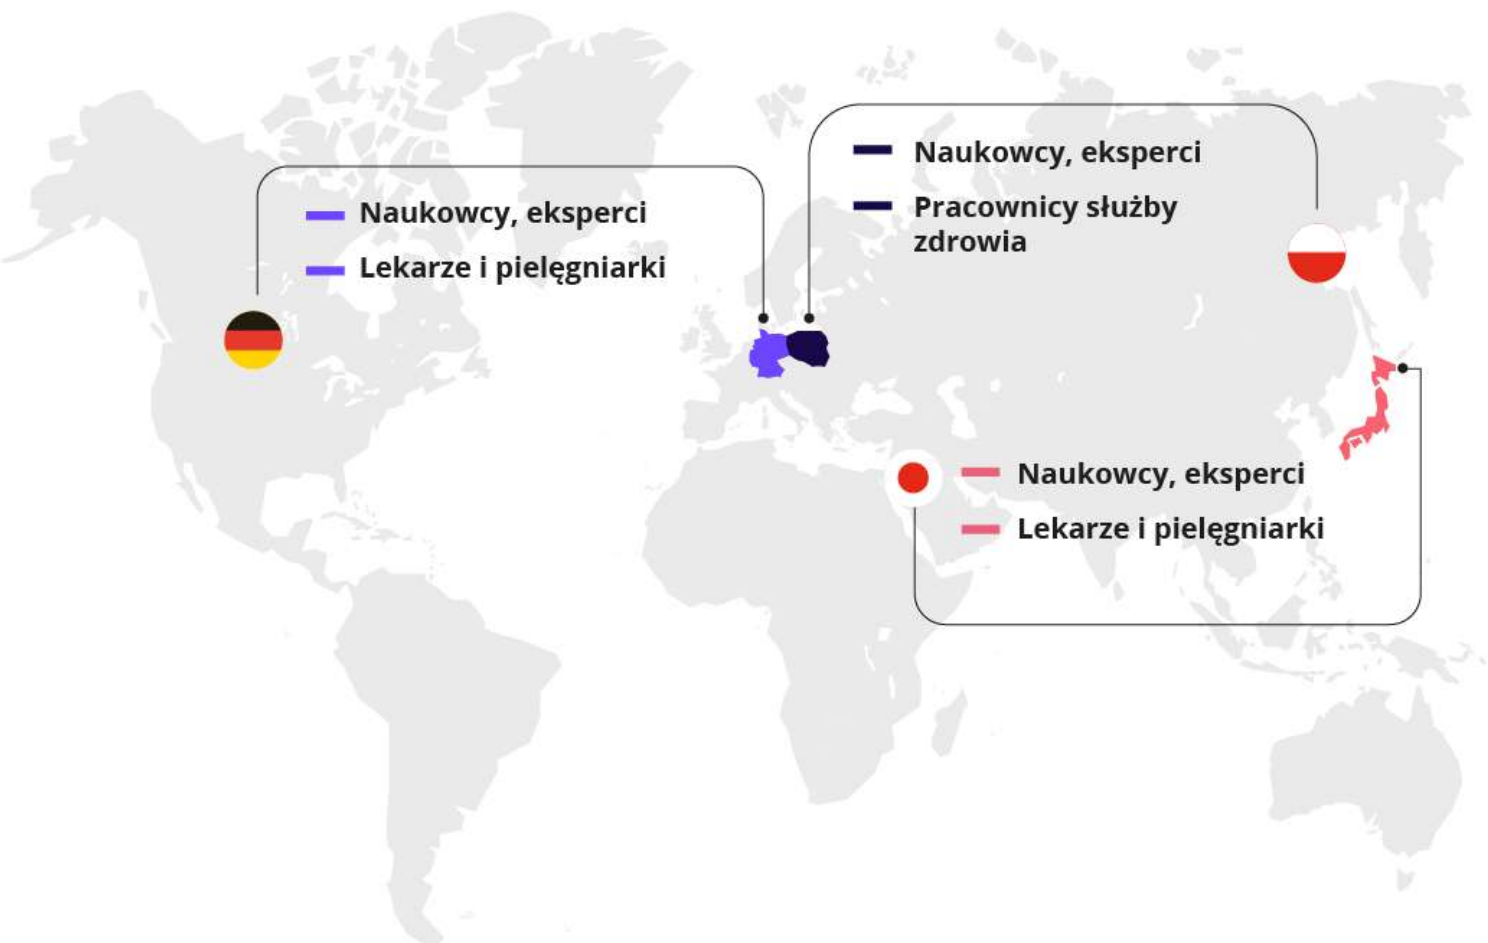 Naukowcy, eksperci
Lekarze i pielęgniarki
Naukowcy, eksperci
Pracownicy służby
zdrowia
Naukowcy, eksperci
Lekarze i pielęgniarki